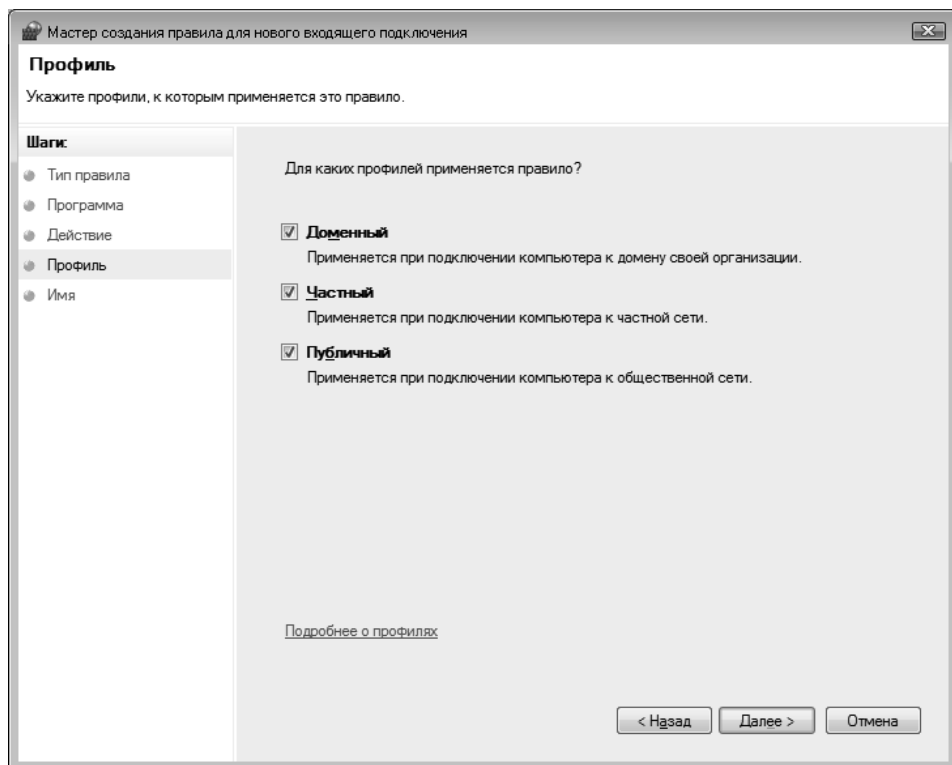 Мастер создания правила для нового входящего подключения
Профиль
Укажите профили, к которым применяется это правило.
Шаги:
Тип правила
Программа
Действие
Профиль
Имя
Для каких профилей применяется правило?
Доменный
Применяется при подключении компьютера к домену своей организации.
Частный
Применяется при подключении компьютера к частной сети.
Публичный
Применяется при подключении компьютера к общественной сети.
Подробнее о профилях
< Назад Далее > Отмена